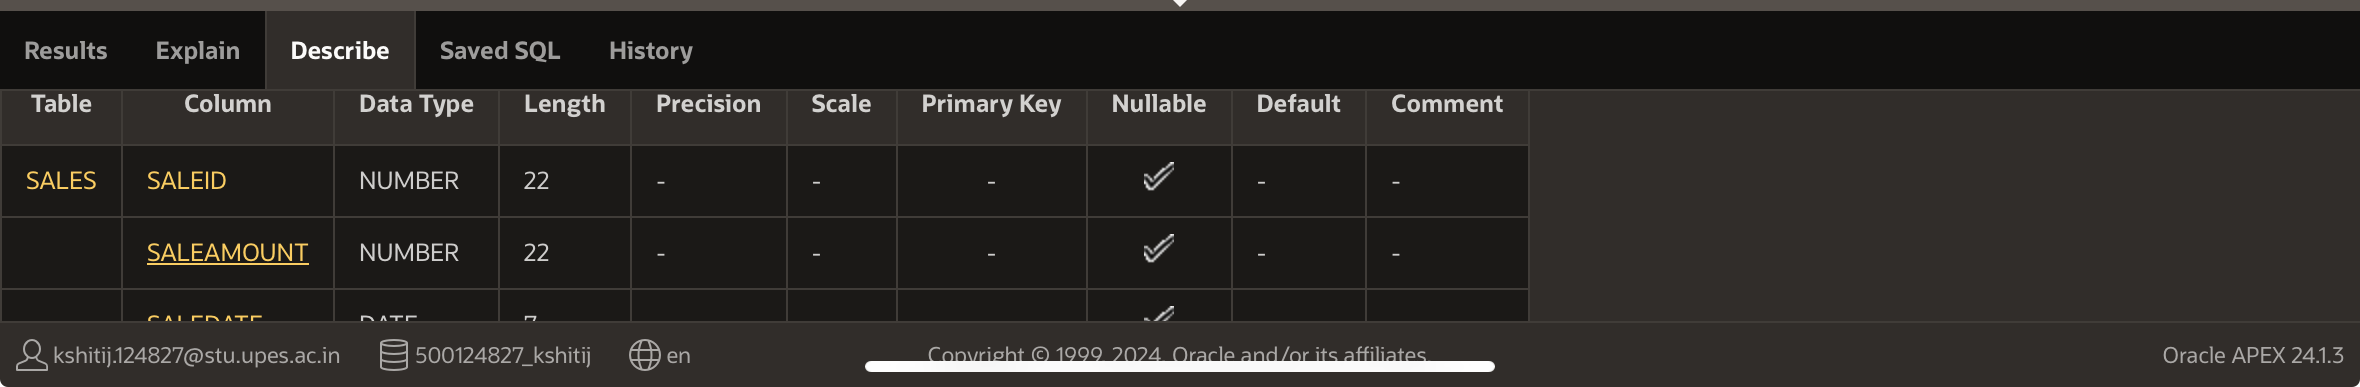 Results Explain Describe Saved SQL History
Table Column Data Type Length Precision Scale Primary Key Nullable Default Comment
SALES SALEID NUMBER 22 - - - - -
SALEAMOUNT NUMBER 22 - - - - -
SALEDATE DATE 7
kshitij.124827@stu.upes.ac.in 500124827_kshitij en Copyright © 1999, 2024, Oracle and/or its affiliates. Oracle APEX 24.1.3